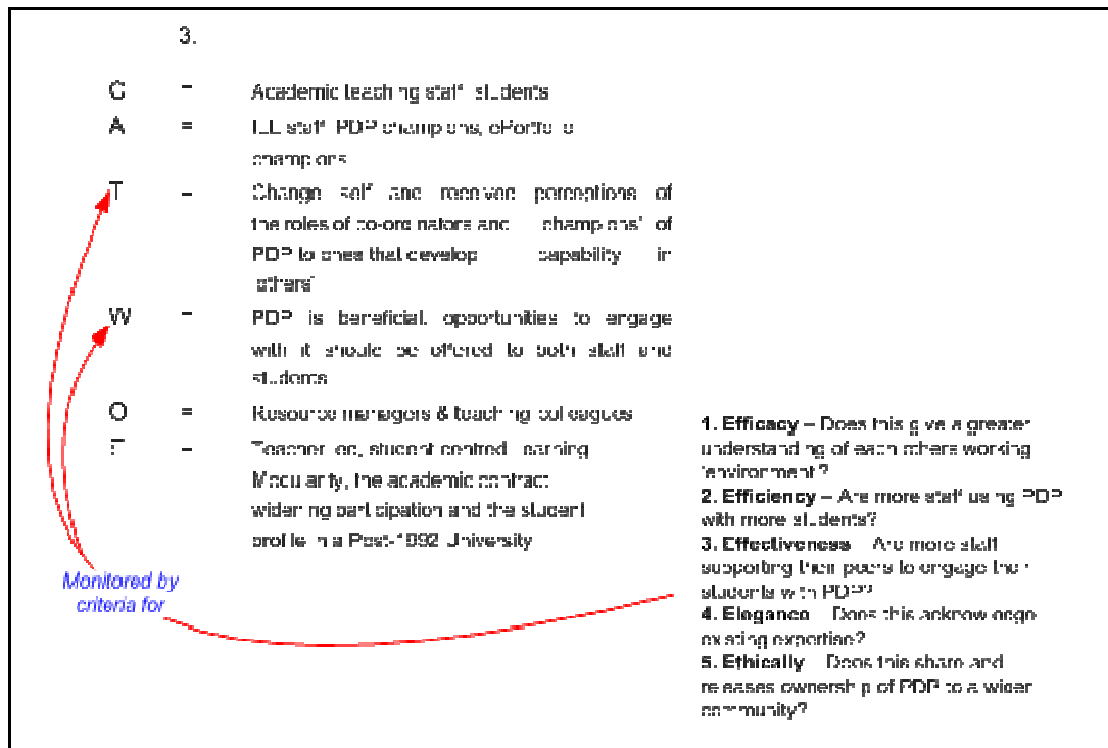 3.
C = Academic teaching staff, students
A = ILE staff, PDP champions, ePortfolio
champions
T = Change self and received perceptions of
the roles of co-ordinators and 'champions' of
PDP to ones that develop capability in
'others'
W = PDP is beneficial, opportunities to engage
with it should be offered to both staff and
students
O = Resource managers & teaching colleagues
E = Teacher led, student centred learning
Modularity, the academic contract
widening participation and the student
profile in a Post-1992 University
Monitored by
criteria for
1. Efficacy – Does this give a greater
understanding of each others working
environment?
2. Efficiency – Are more staff using PDP
with more students?
3. Effectiveness – Are more staff
supporting their peers to engage their
students with PDP?
4. Elegance – Does this acknowledge
existing expertise?
5. Ethically – Does this share and
releases ownership of PDP to a wider
community?